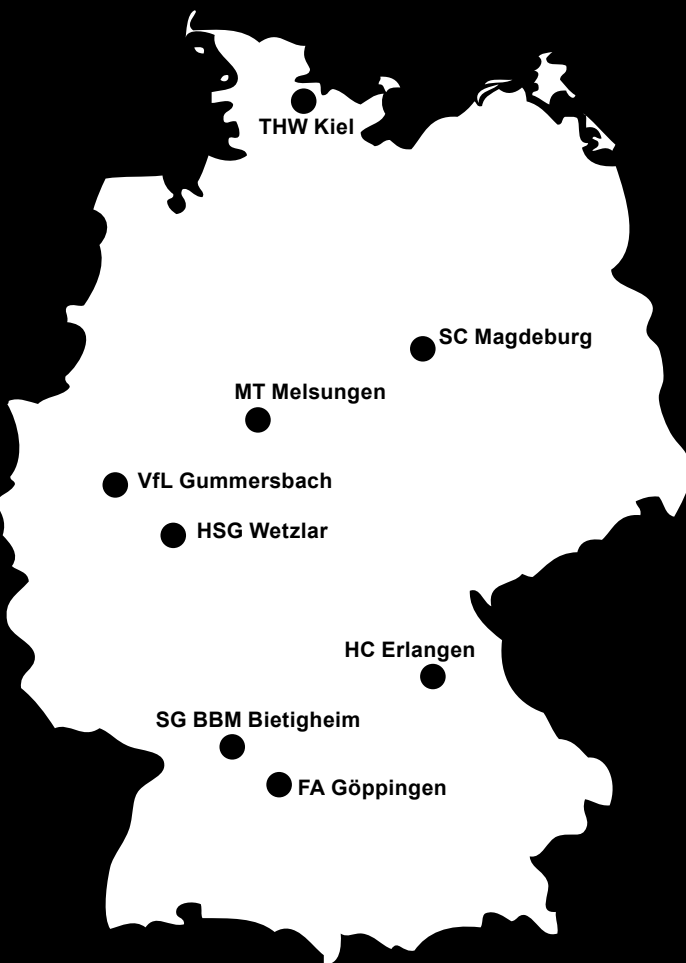 THW Kiel
SC Magdeburg
MT Melsungen
VfL Gummersbach
HSG Wetzlar
HC Erlangen
SG BBM Bietigheim
FA Göppingen